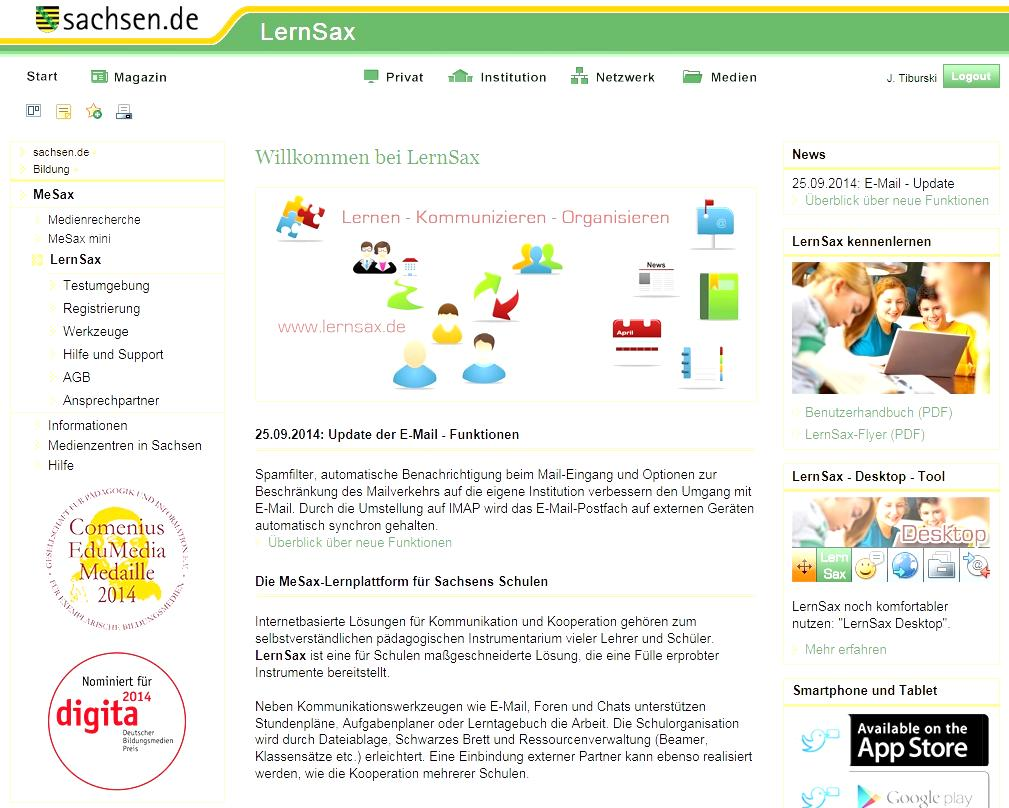 sachsen.de
LernSax
Start
Magazin
Privat
Institution
Netzwerk
Medien
J. Tiburski
Logout
sachsen.de
Bildung
MeSax
Medienrecherche
MeSax mini
LernSax
Testumgebung
Registrierung
Werkzeuge
Hilfe und Support
AGB
Ansprechpartner
Informationen
Medienzentren in Sachsen
Hilfe
GESELLSCHAFT FÜR PÄDAGOGIK UND INFORMATION E.V.
Comenius
EduMedia
Medaille
2014
FÜR EXEMPLARISCHE BILDUNGSMEDIEN
Nominiert für
2014
digita
Deutscher
Bildungsmedien
Preis
Willkommen bei LernSax
Lernen - Kommunizieren - Organisieren
News
www.lernsax.de
April
25.09.2014: Update der E-Mail - Funktionen
Spamfilter, automatische Benachrichtigung beim Mail-Eingang und Optionen zur
Beschränkung des Mailverkehrs auf die eigene Institution verbessern den Umgang mit
E-Mail. Durch die Umstellung auf IMAP wird das E-Mail-Postfach auf externen Geräten
automatisch synchron gehalten.
Überblick über neue Funktionen
Die MeSax-Lernplattform für Sachsens Schulen
Internetbasierte Lösungen für Kommunikation und Kooperation gehören zum
selbstverständlichen pädagogischen Instrumentarium vieler Lehrer und Schüler.
LernSax ist eine für Schulen maßgeschneiderte Lösung, die eine Fülle erprobter
Instrumente bereitstellt.
Neben Kommunikationswerkzeugen wie E-Mail, Foren und Chats unterstützen
Stundenpläne, Aufgabenplaner oder Lerntagebuch die Arbeit. Die Schulorganisation
wird durch Dateiablage, Schwarzes Brett und Ressourcenverwaltung (Beamer,
Klassensätze etc.) erleichtert. Eine Einbindung externer Partner kann ebenso realisiert
werden, wie die Kooperation mehrerer Schulen.
News
25.09.2014: E-Mail - Update
Überblick über neue Funktionen
LernSax kennenlernen
Benutzerhandbuch (PDF)
LernSax-Flyer (PDF)
LernSax - Desktop - Tool
Desktop
Lern
Sax
LernSax noch komfortabler
nutzen: "LernSax Desktop".
Mehr erfahren
Smartphone und Tablet
Available on the
App Store
Google play